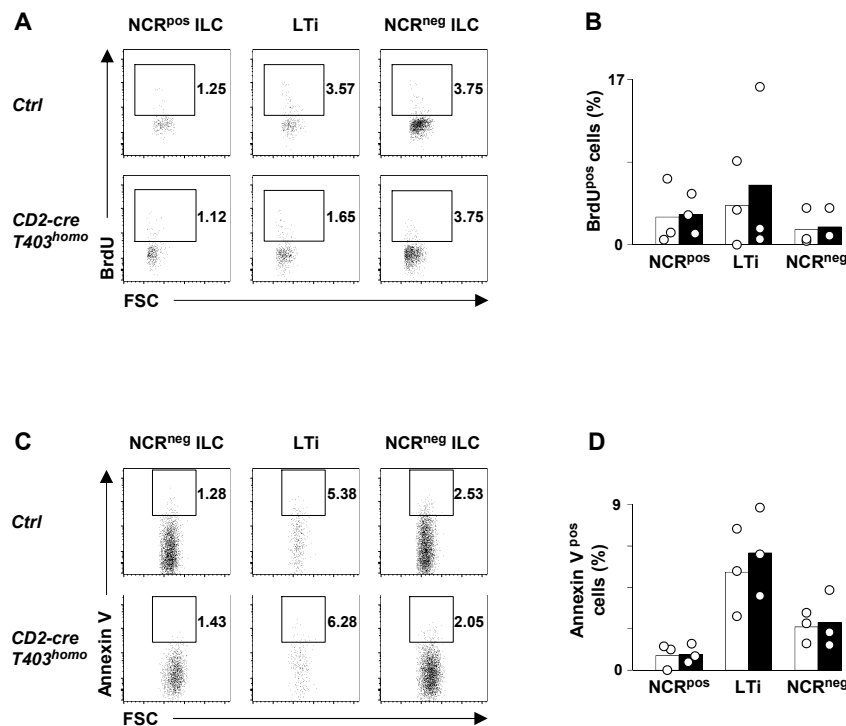 A
NCRpos ILC LTi NCRneg ILC
Ctrl
1.25 3.57 3.75
CD2-cre
T403homo
1.12 1.65 3.75
BrdU
FSC
B
17
BrdUpos cells (%)
0
NCRpos LTi NCRneg
C
NCRneg ILC LTi NCRneg ILC
Ctrl
1.28 5.38 2.53
CD2-cre
T403homo
1.43 6.28 2.05
Annexin V
FSC
D
9
Annexin Vpos
cells (%)
0
NCRpos LTi NCRneg